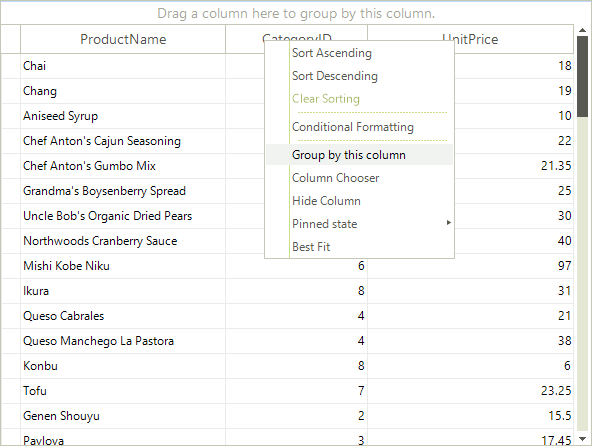 Drag a column here to group by this column.
ProductName CategoryID UnitPrice
Chai 18
Chang 19
Aniseed Syrup 10
Chef Anton's Cajun Seasoning 22
Chef Anton's Gumbo Mix 21.35
Grandma's Boysenberry Spread 25
Uncle Bob's Organic Dried Pears 30
Northwoods Cranberry Sauce 40
Mishi Kobe Niku 6 97
Ikura 8 31
Queso Cabrales 4 21
Queso Manchego La Pastora 4 38
Konbu 8 6
Tofu 7 23.25
Genen Shouyu 2 15.5
Pavlova 3 17.45
Sort Ascending
Sort Descending
Clear Sorting
Conditional Formatting
Group by this column
Column Chooser
Hide Column
Pinned state
Best Fit